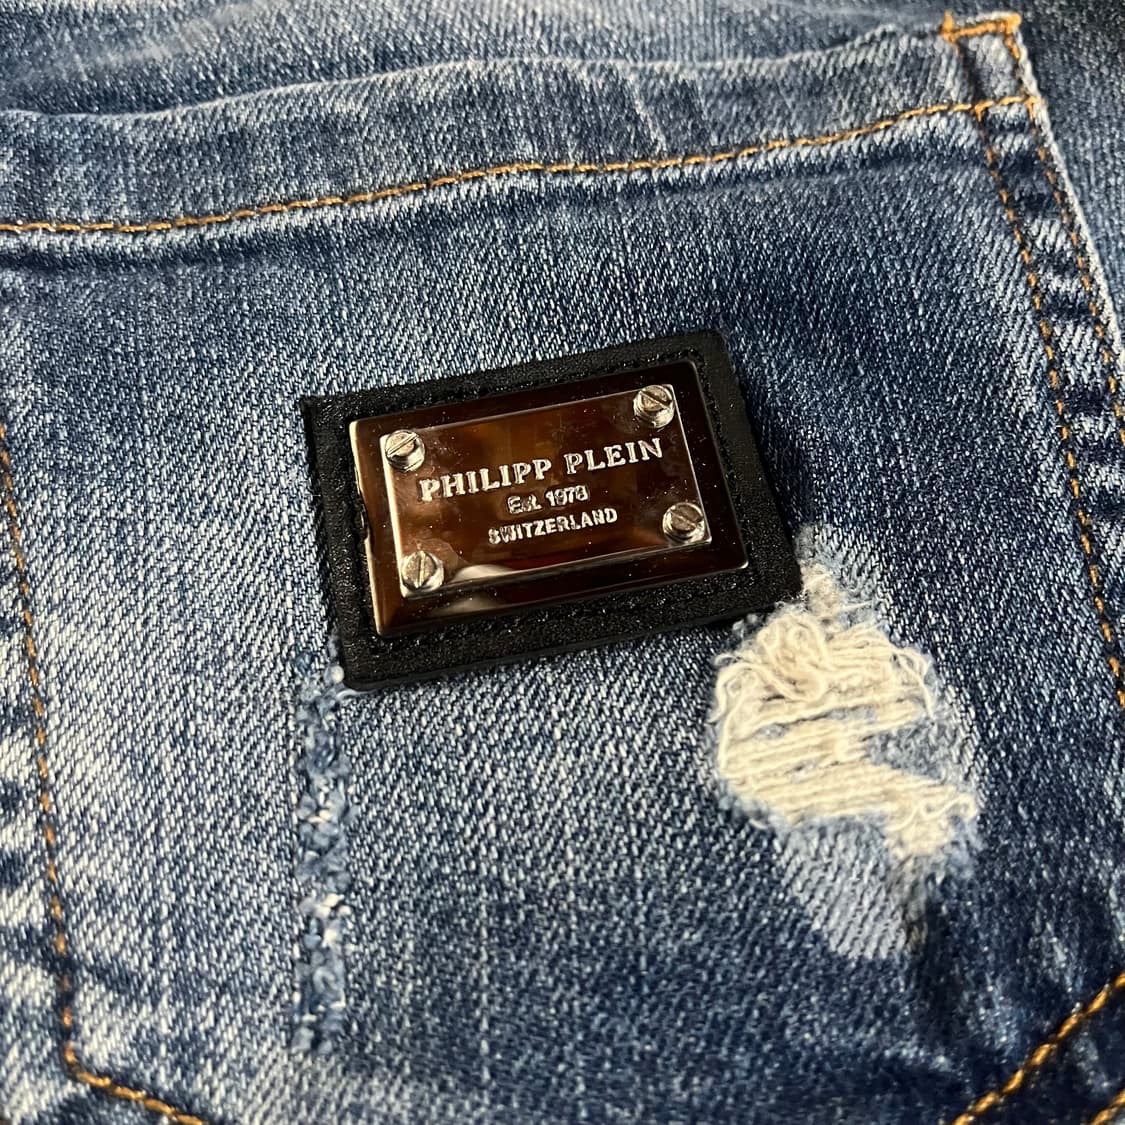 PHILIPP PLEIN
Est. 1978
SWITZERLAND